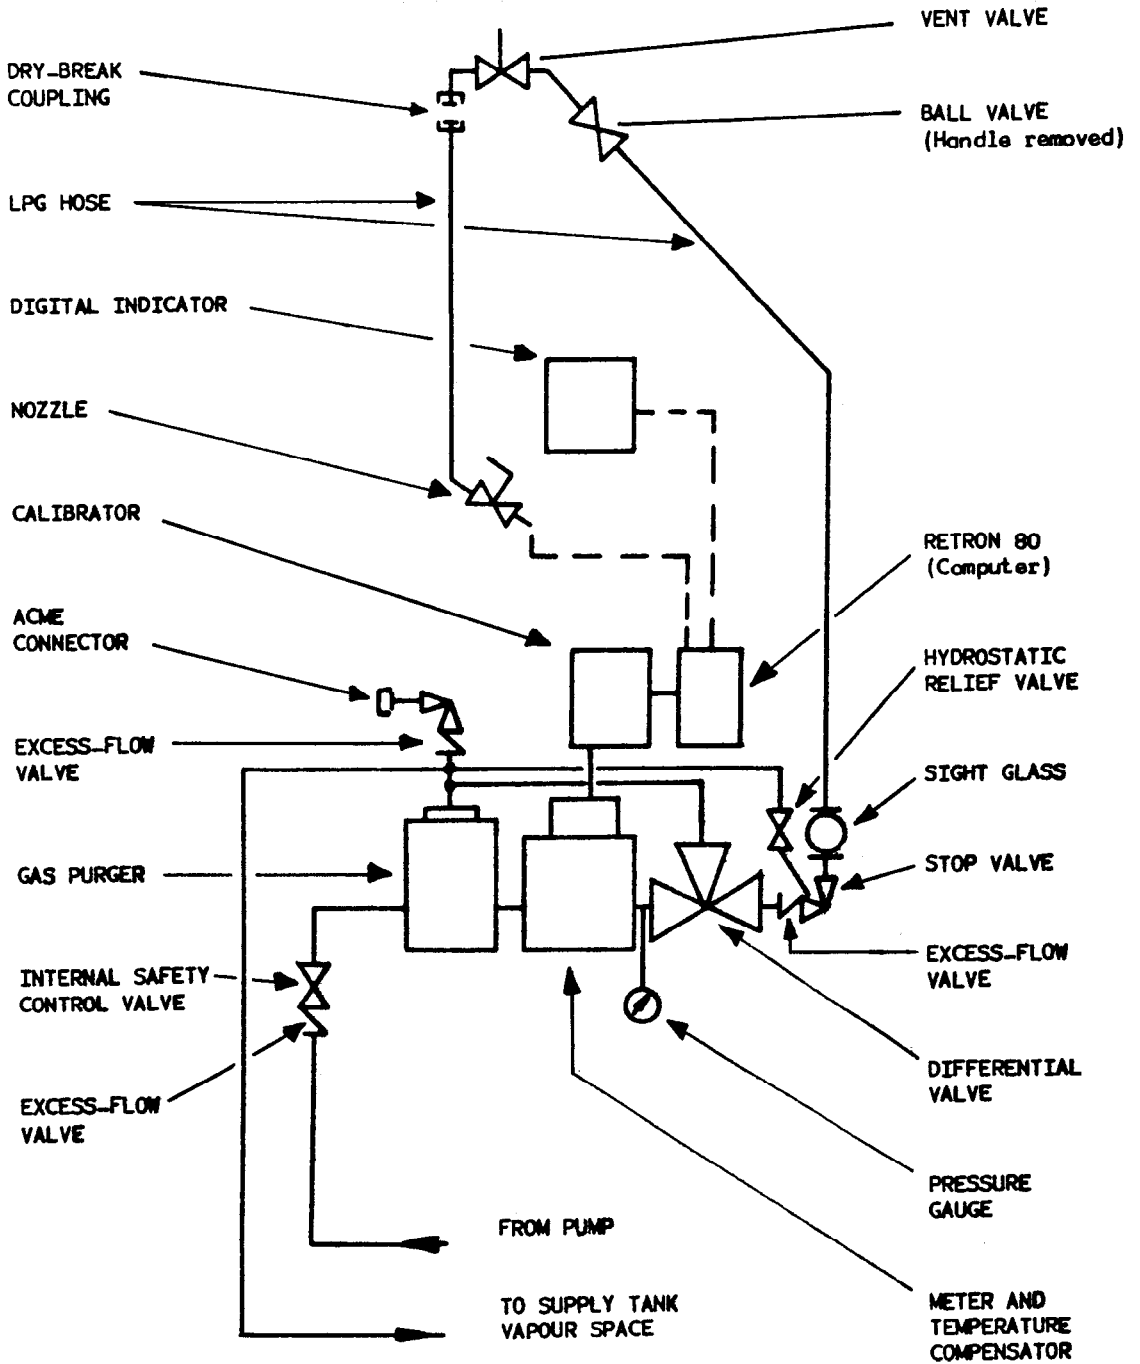 VENT VALVE
DRY-BREAK
COUPLING
BALL VALVE
(Handle removed)
LPG HOSE
DIGITAL INDICATOR
NOZZLE
CALIBRATOR
RETRON 80
(Computer)
ACME
CONNECTOR
HYDROSTATIC
RELIEF VALVE
EXCESS-FLOW
VALVE
SIGHT GLASS
GAS PURGER
STOP VALVE
INTERNAL SAFETY
CONTROL VALVE
EXCESS-FLOW
VALVE
EXCESS-FLOW
VALVE
DIFFERENTIAL
VALVE
PRESSURE
GAUGE
FROM PUMP
TO SUPPLY TANK
VAPOUR SPACE
METER AND
TEMPERATURE
COMPENSATOR